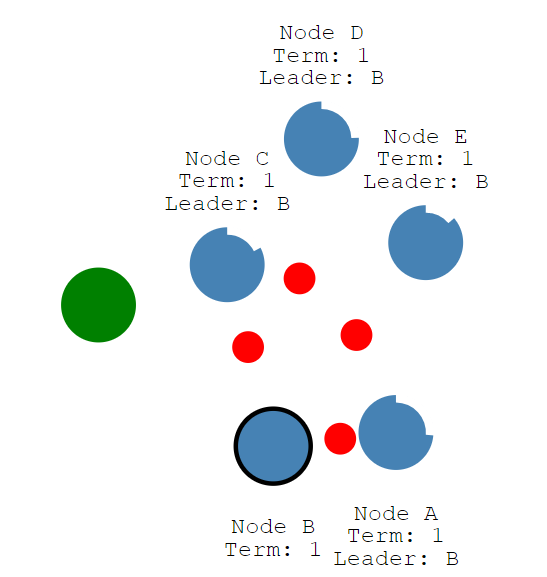 Node D
Term: 1
Leader: B
Node E
Term: 1
Leader: B
Node C
Term: 1
Leader: B
Node A
Term: 1
Leader: B
Node B
Term: 1